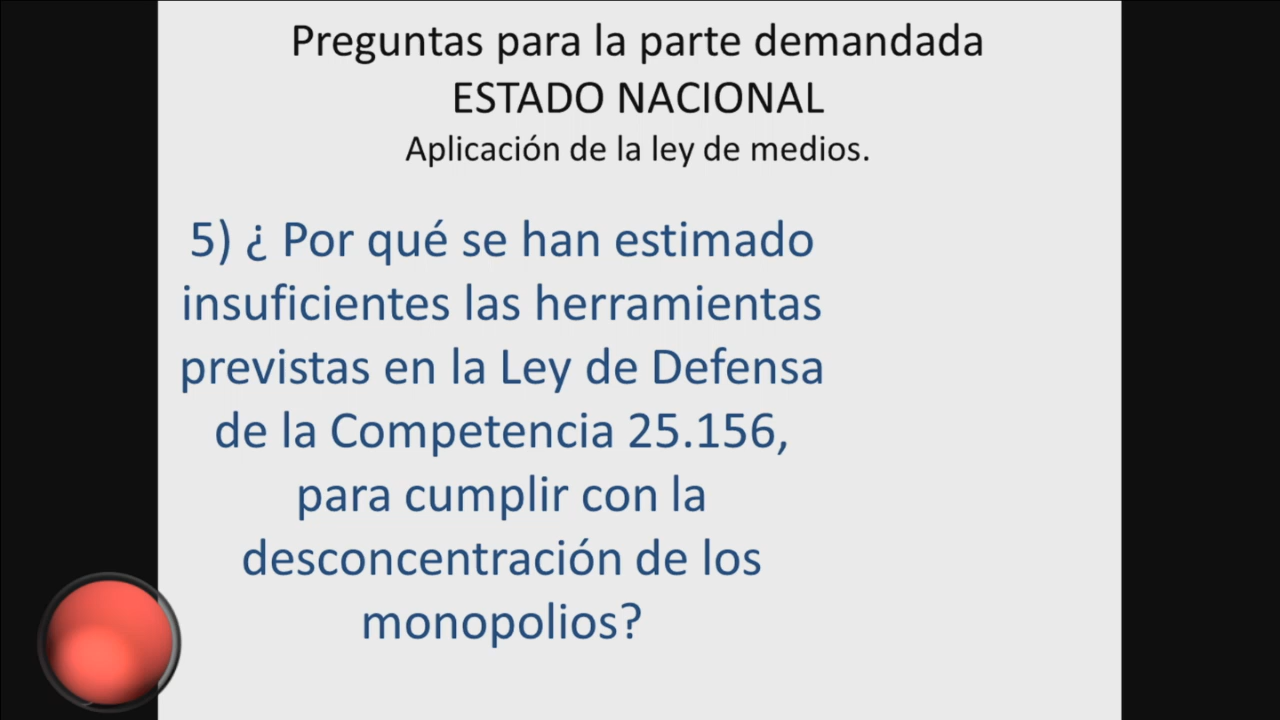 Preguntas para la parte demandada
ESTADO NACIONAL
Aplicación de la ley de medios.
5) ¿ Por qué se han estimado
insuficientes las herramientas
previstas en la Ley de Defensa
de la Competencia 25.156,
para cumplir con la
desconcentración de los
monopolios?